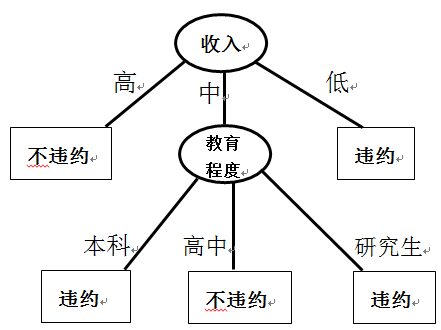 收入
高
中
低
不违约
教育
程度
违约
本科
高中
研究生
违约
不违约
违约